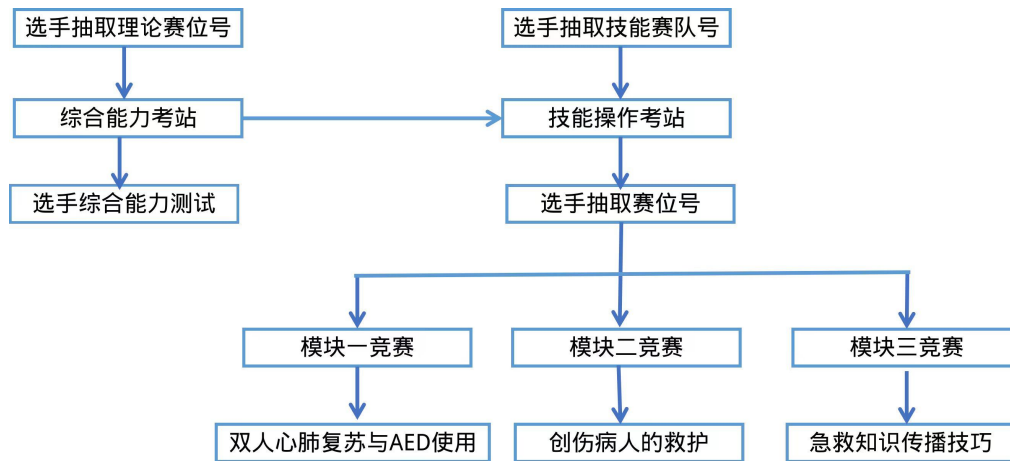 选手抽取理论赛位号
选手抽取技能赛队号
综合能力考站
技能操作考站
选手综合能力测试
选手抽取赛位号
模块一竞赛
模块二竞赛
模块三竞赛
双人心肺复苏与AED使用
创伤病人的救护
急救知识传播技巧